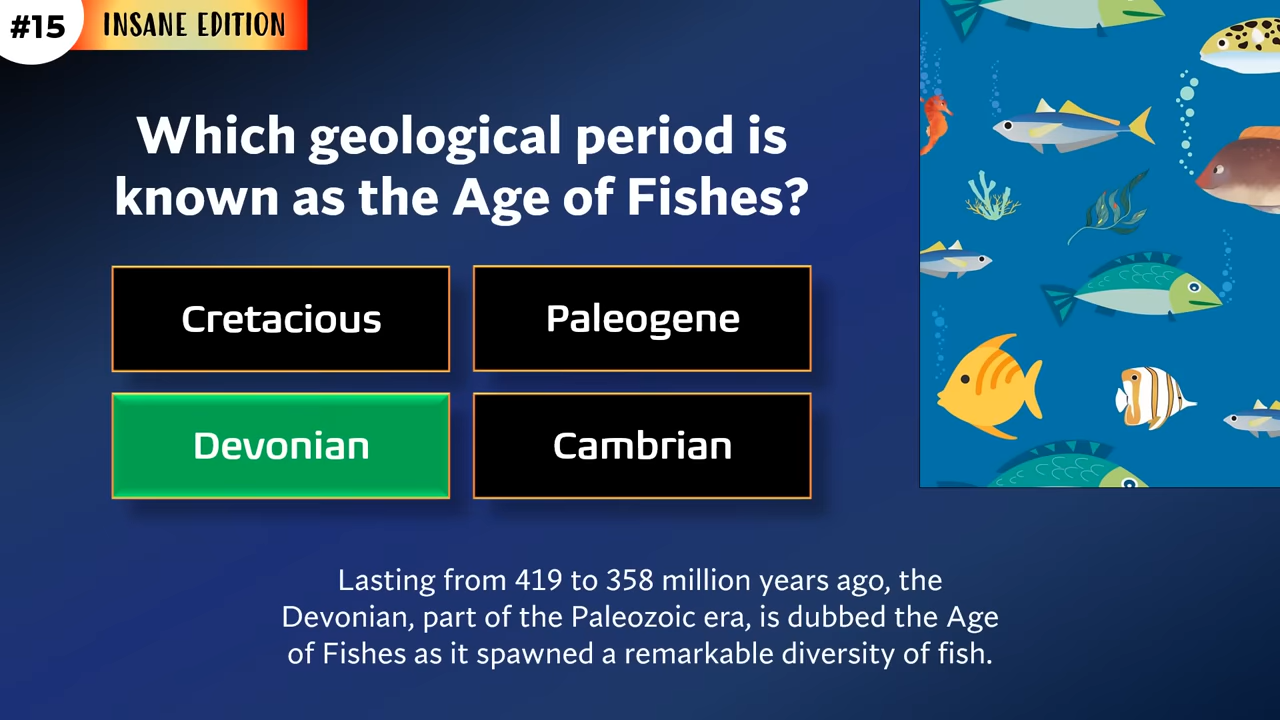 #15 INSANE EDITION
Which geological period is
known as the Age of Fishes?
Cretacious
Paleogene
Devonian
Cambrian
Lasting from 419 to 358 million years ago, the
Devonian, part of the Paleozoic era, is dubbed the Age
of Fishes as it spawned a remarkable diversity of fish.